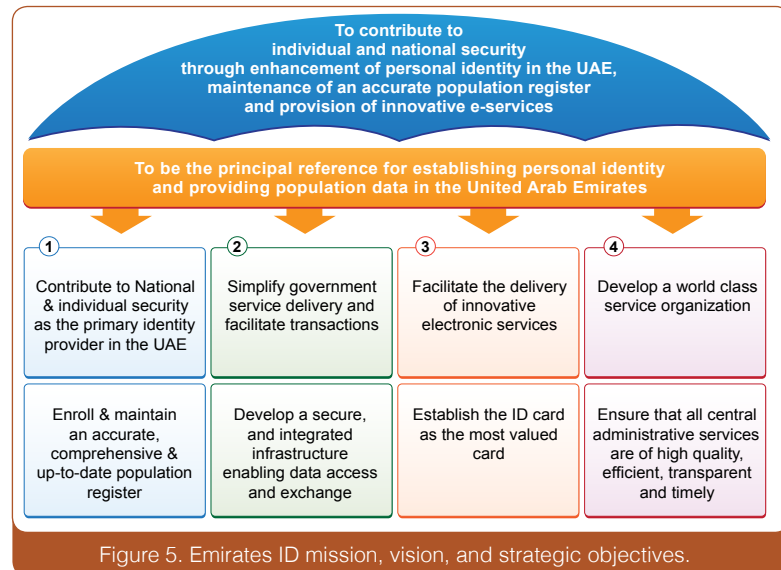 To contribute to
individual and national security
through enhancement of personal identity in the UAE,
maintenance of an accurate population register
and provision of innovative e-services
To be the principal reference for establishing personal identity
and providing population data in the United Arab Emirates
1
Contribute to National
& individual security
as the primary identity
provider in the UAE
Enroll & maintain
an accurate,
comprehensive &
up-to-date population
register
2
Simplify government
service delivery and
facilitate transactions
Develop a secure,
and integrated
infrastructure
enabling data access
and exchange
3
Facilitate the delivery
of innovative
electronic services
Establish the ID card
as the most valued
card
4
Develop a world class
service organization
Ensure that all central
administrative services
are of high quality,
efficient, transparent
and timely
Figure 5. Emirates ID mission, vision, and strategic objectives.